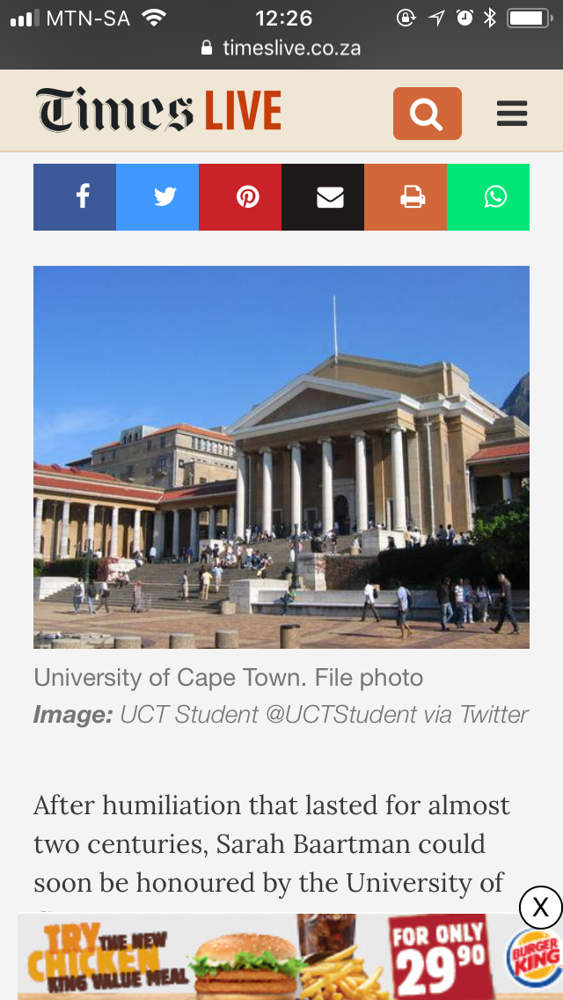 MTN-SA 12:26
timeslive.co.za
Times LIVE
University of Cape Town. File photo
Image: UCT Student @UCTStudent via Twitter
After humiliation that lasted for almost
two centuries, Sarah Baartman could
soon be honoured by the University of
X
TRY THE NEW
CHICKEN
KING VALUE MEAL
FOR ONLY
29⁹⁰
BURGER
KING